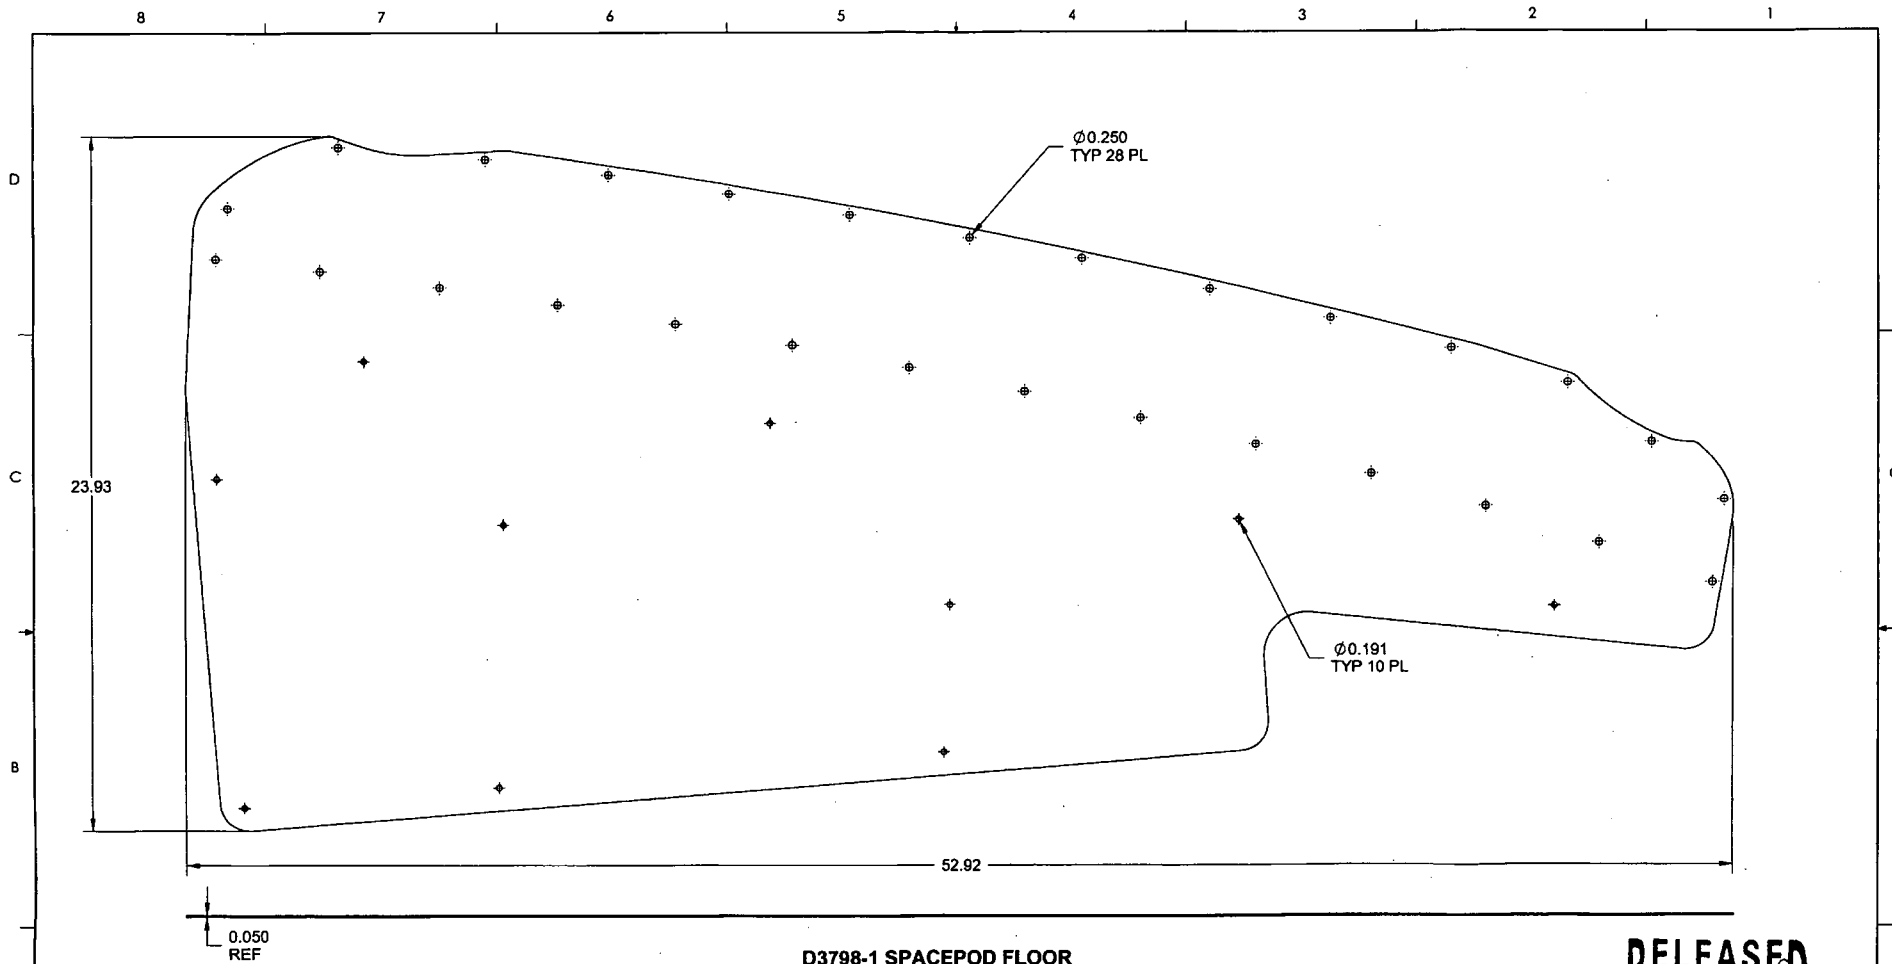 8 7 6 5 4 3 2 1
Ø0.250
TYP 28 PL
D
C
23.93
Ø0.191
TYP 10 PL
B
52.92
0.050
REF
D3798-1 SPACEPOD FLOOR
RELEASED